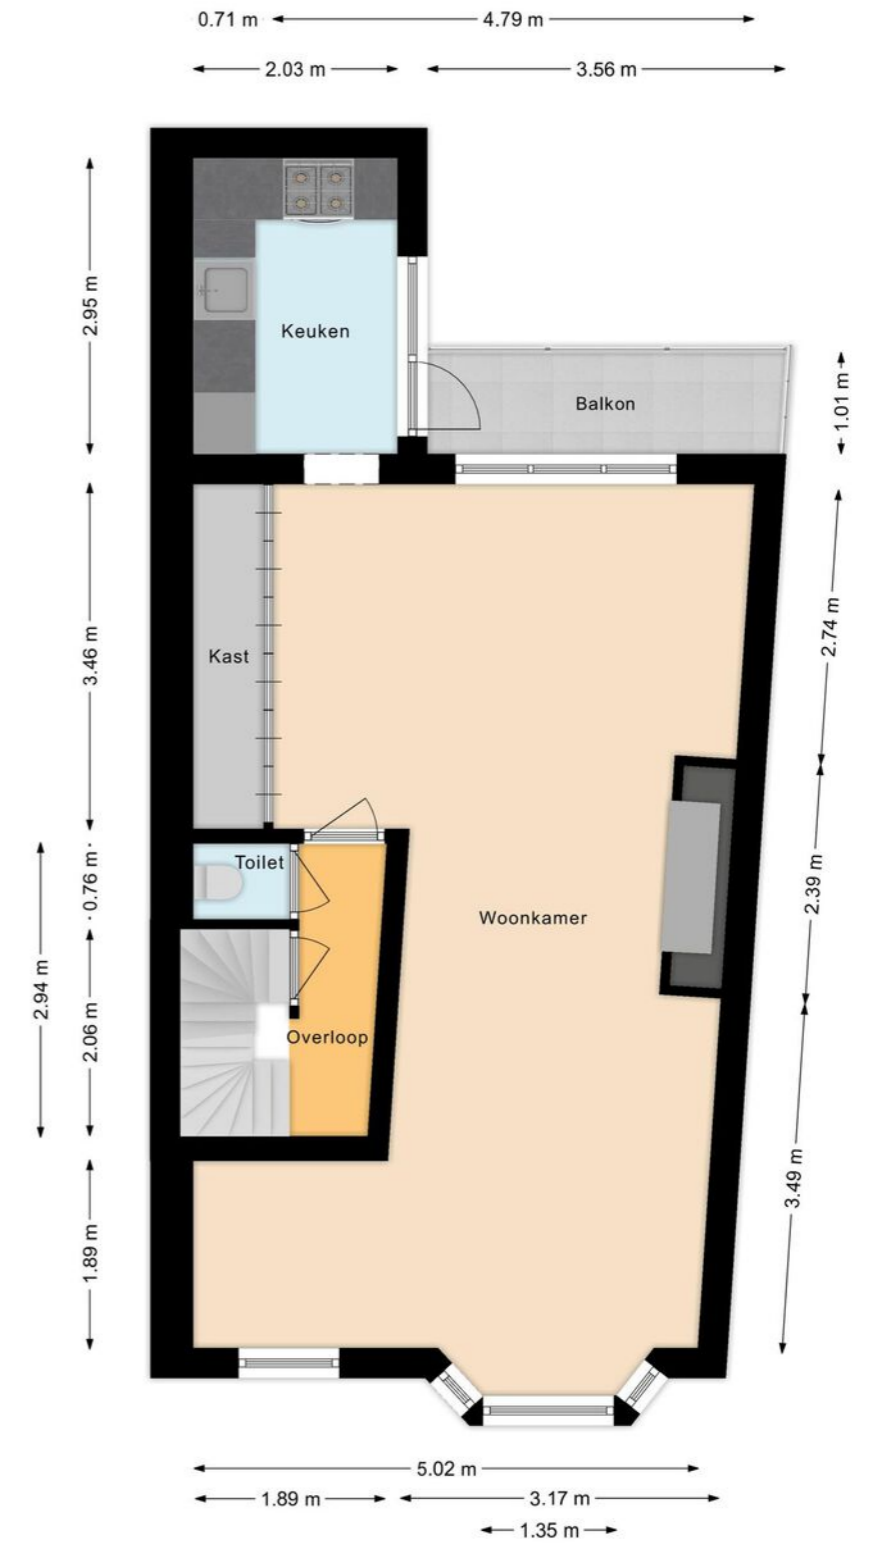 0.71 m
4.79 m
2.03 m
3.56 m
2.95 m
Keuken
Balkon
1.01 m
3.46 m
Kast
2.74 m
0.76 m
Toilet
2.94 m
2.06 m
Overloop
Woonkamer
2.39 m
1.89 m
3.49 m
5.02 m
1.89 m
3.17 m
1.35 m